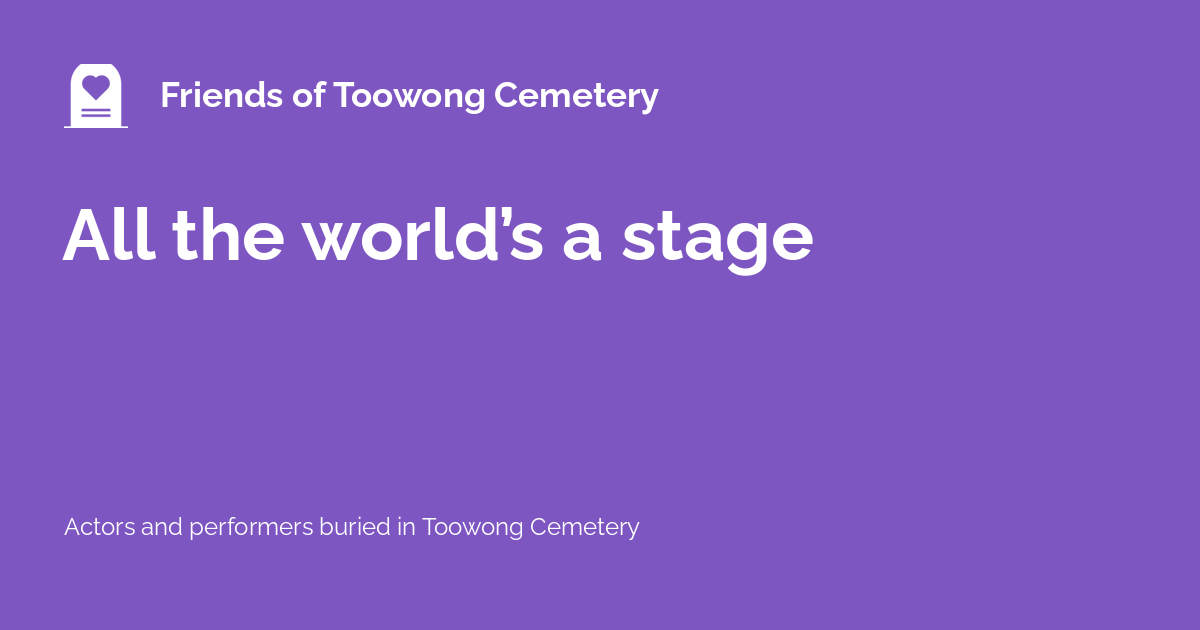 Friends of Toowong Cemetery
All the world’s a stage
Actors and performers buried in Toowong Cemetery